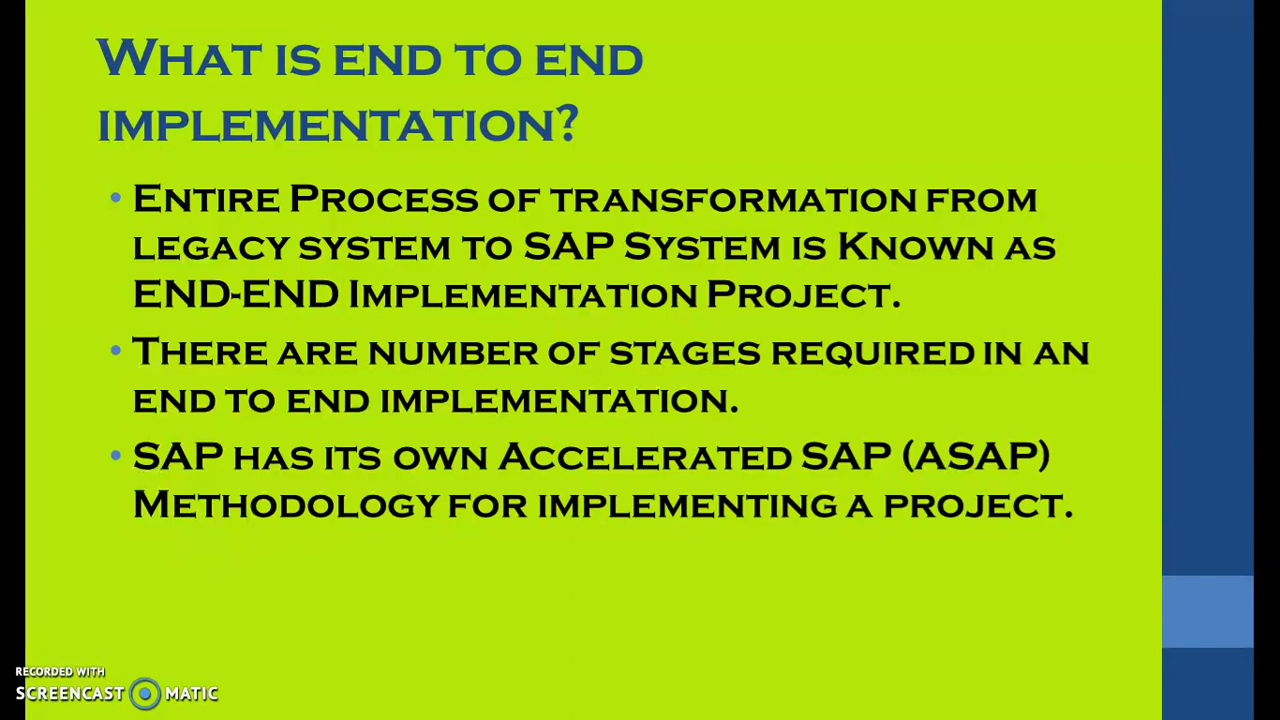 What is end to end
implementation?
• Entire Process of transformation from
legacy system to SAP System is Known as
END-END Implementation Project.
• There are number of stages required in an
end to end implementation.
• SAP has its own Accelerated SAP (ASAP)
Methodology for implementing a project.
RECORDED WITH
SCREENCAST MATIC